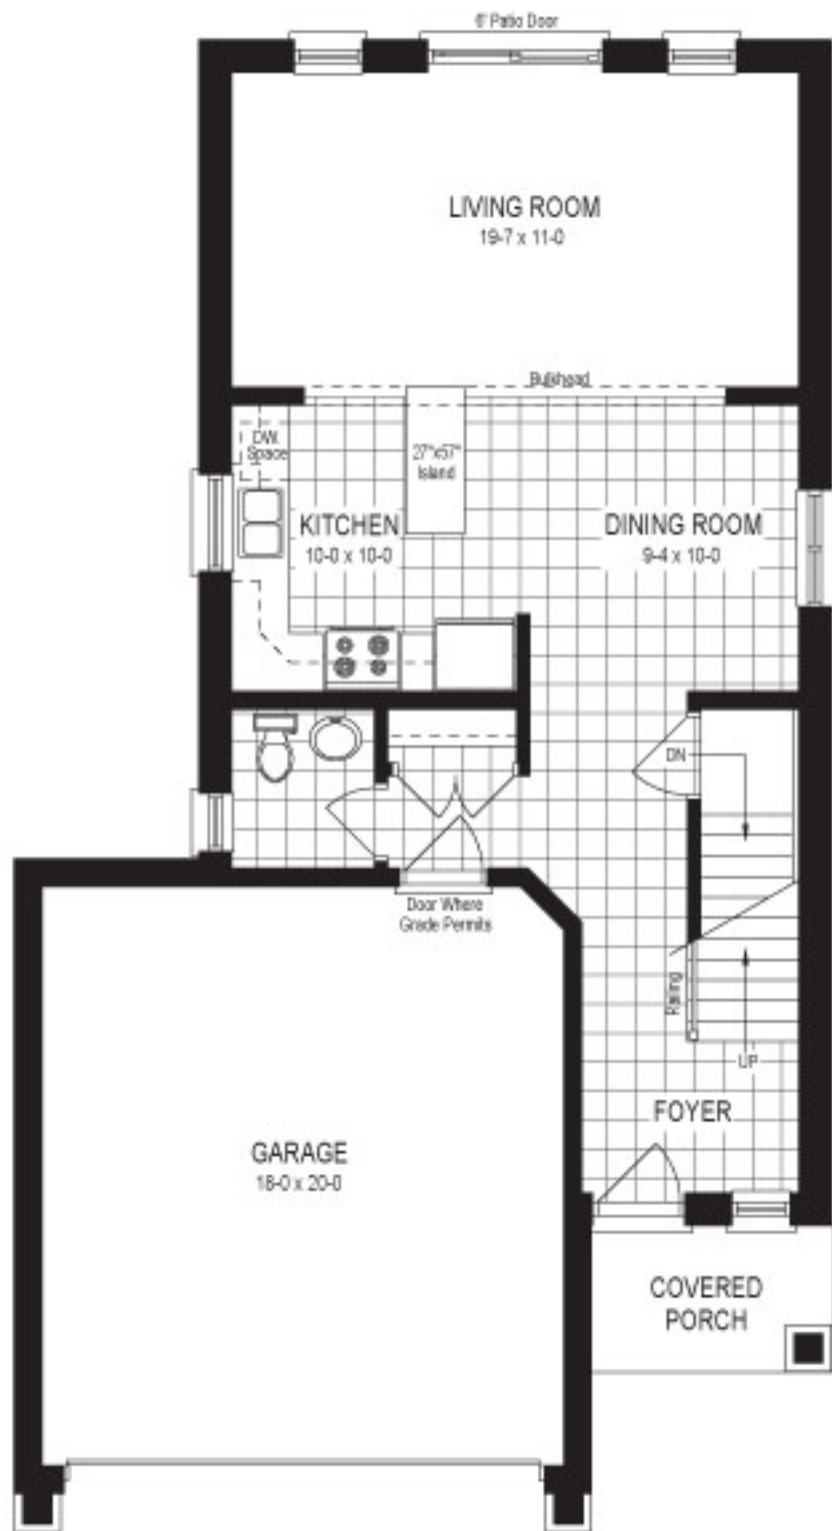 6' Patio Door
LIVING ROOM
19-7 x 11-0
Bulkhead
D.W.
Space
27"x57"
Island
KITCHEN
10-0 x 10-0
DINING ROOM
9-4 x 10-0
DN
Door Where
Grade Permits
Railing
UP
FOYER
GARAGE
18-0 x 20-0
COVERED
PORCH